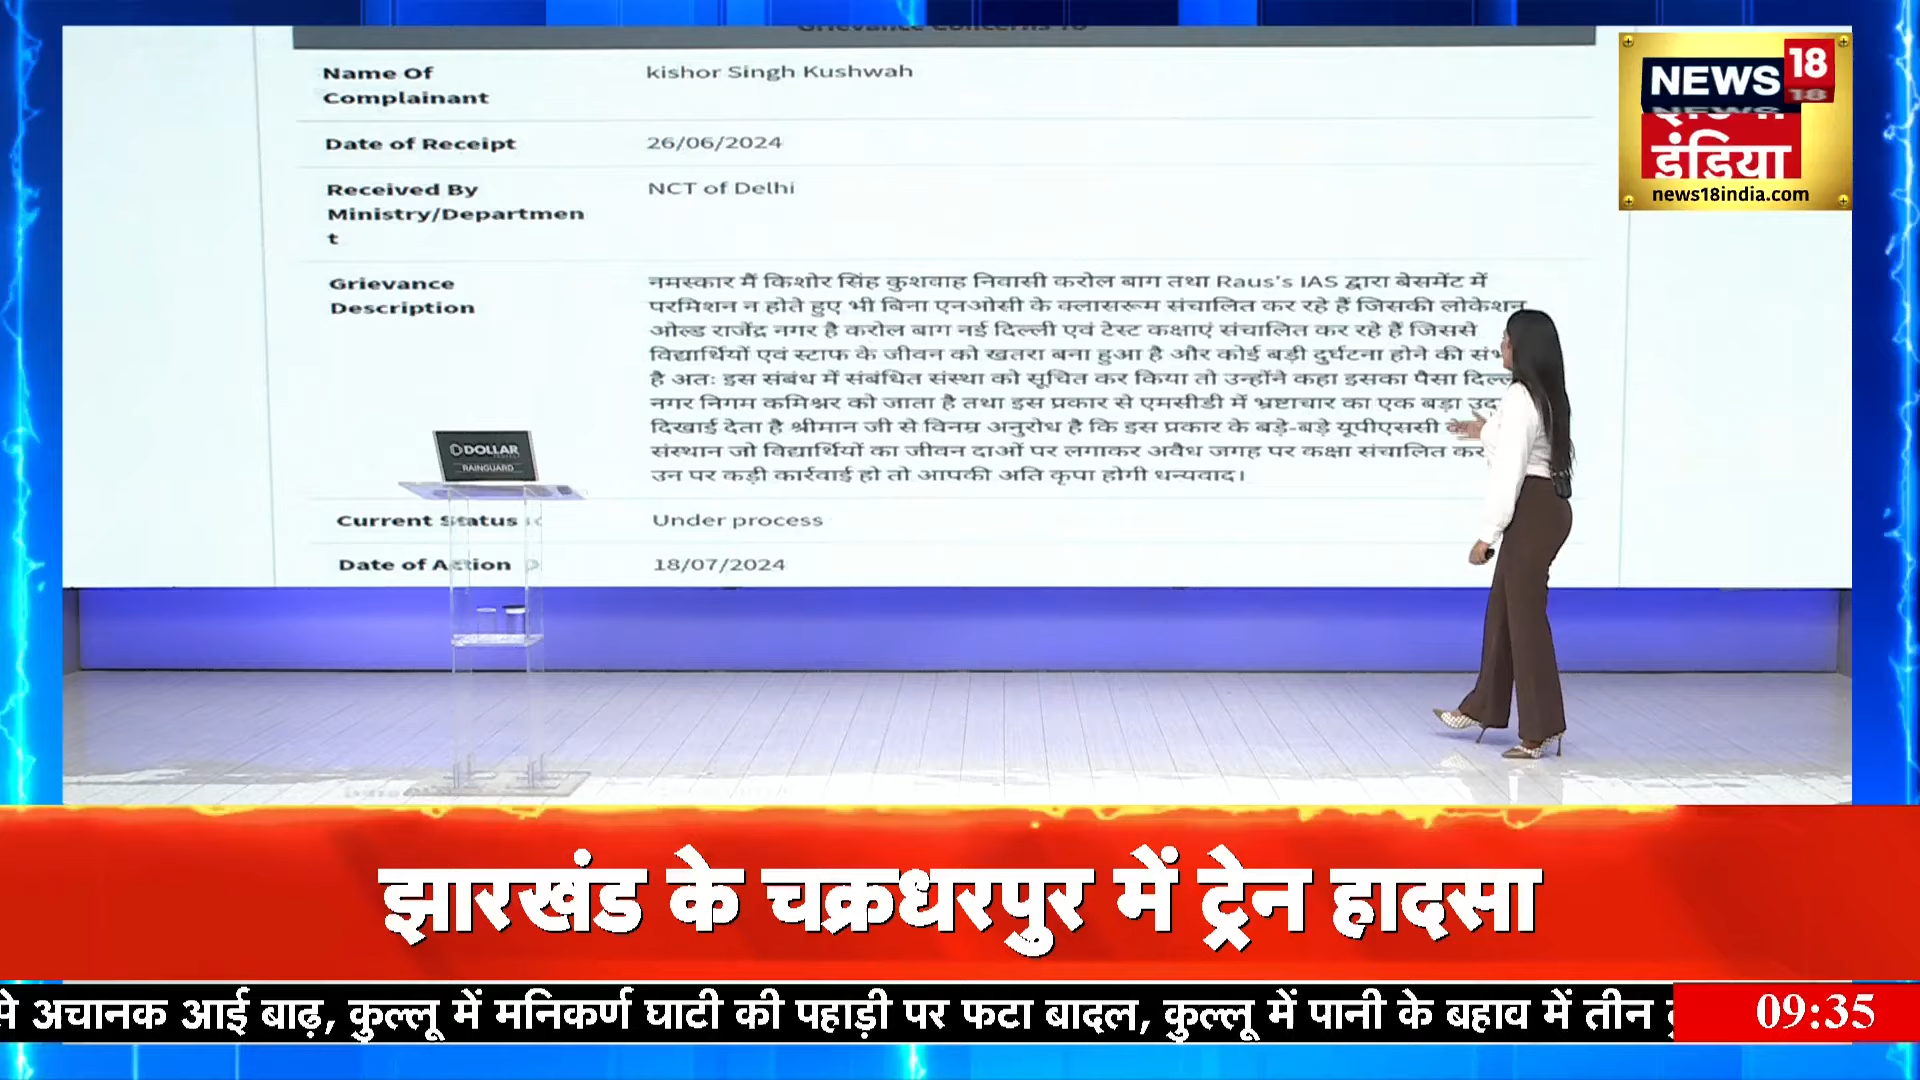 Grievance Concerns To
Name Of
Complainant
kishor Singh Kushwah
Date of Receipt
26/06/2024
Received By
Ministry/Departmen
t
NCT of Delhi
Grievance
Description
नमस्कार मैं किशोर सिंह कुशवाह निवासी करोल बाग तथा Raus's IAS द्वारा बेसमेंट में
परमिशन न होते हुए भी बिना एनओसी के क्लासरूम संचालित कर रहे हैं जिसकी लोकेशन
ओल्ड राजेंद्र नगर है करोल बाग नई दिल्ली एवं टेस्ट कक्षाएं संचालित कर रहे हैं जिससे
विद्यार्थियों एवं स्टाफ के जीवन को खतरा बना हुआ है और कोई बड़ी दुर्घटना होने की
है अतः इस संबंध में संबंधित संस्था को सूचित कर किया तो उन्होंने कहा इसका पैसा
नगर निगम कमिश्नर को जाता है तथा इस प्रकार से एमसीडी में भ्रष्टाचार का एक बड़ा
दिखाई देता है श्रीमान जी से विनम्र अनुरोध है कि इस प्रकार के बड़े-बड़े यूपीएससी
संस्थान जो विद्यार्थियों का जीवन दाओं पर लगाकर अवैध जगह पर कक्षा संचालित कर
उन पर कड़ी कार्रवाई हो तो आपकी अति कृपा होगी धन्यवाद।
Current Status
Under process
Date of Action
18/07/2024
NEWS 18
इंडिया
news18india.com
DOLLAR
RAINGUARD
झारखंड के चक्रधरपुर में ट्रेन हादसा
से अचानक आई बाढ़, कुल्लू में मनिकर्ण घाटी की पहाड़ी पर फटा बादल, कुल्लू में पानी के बहाव में तीन
09:35